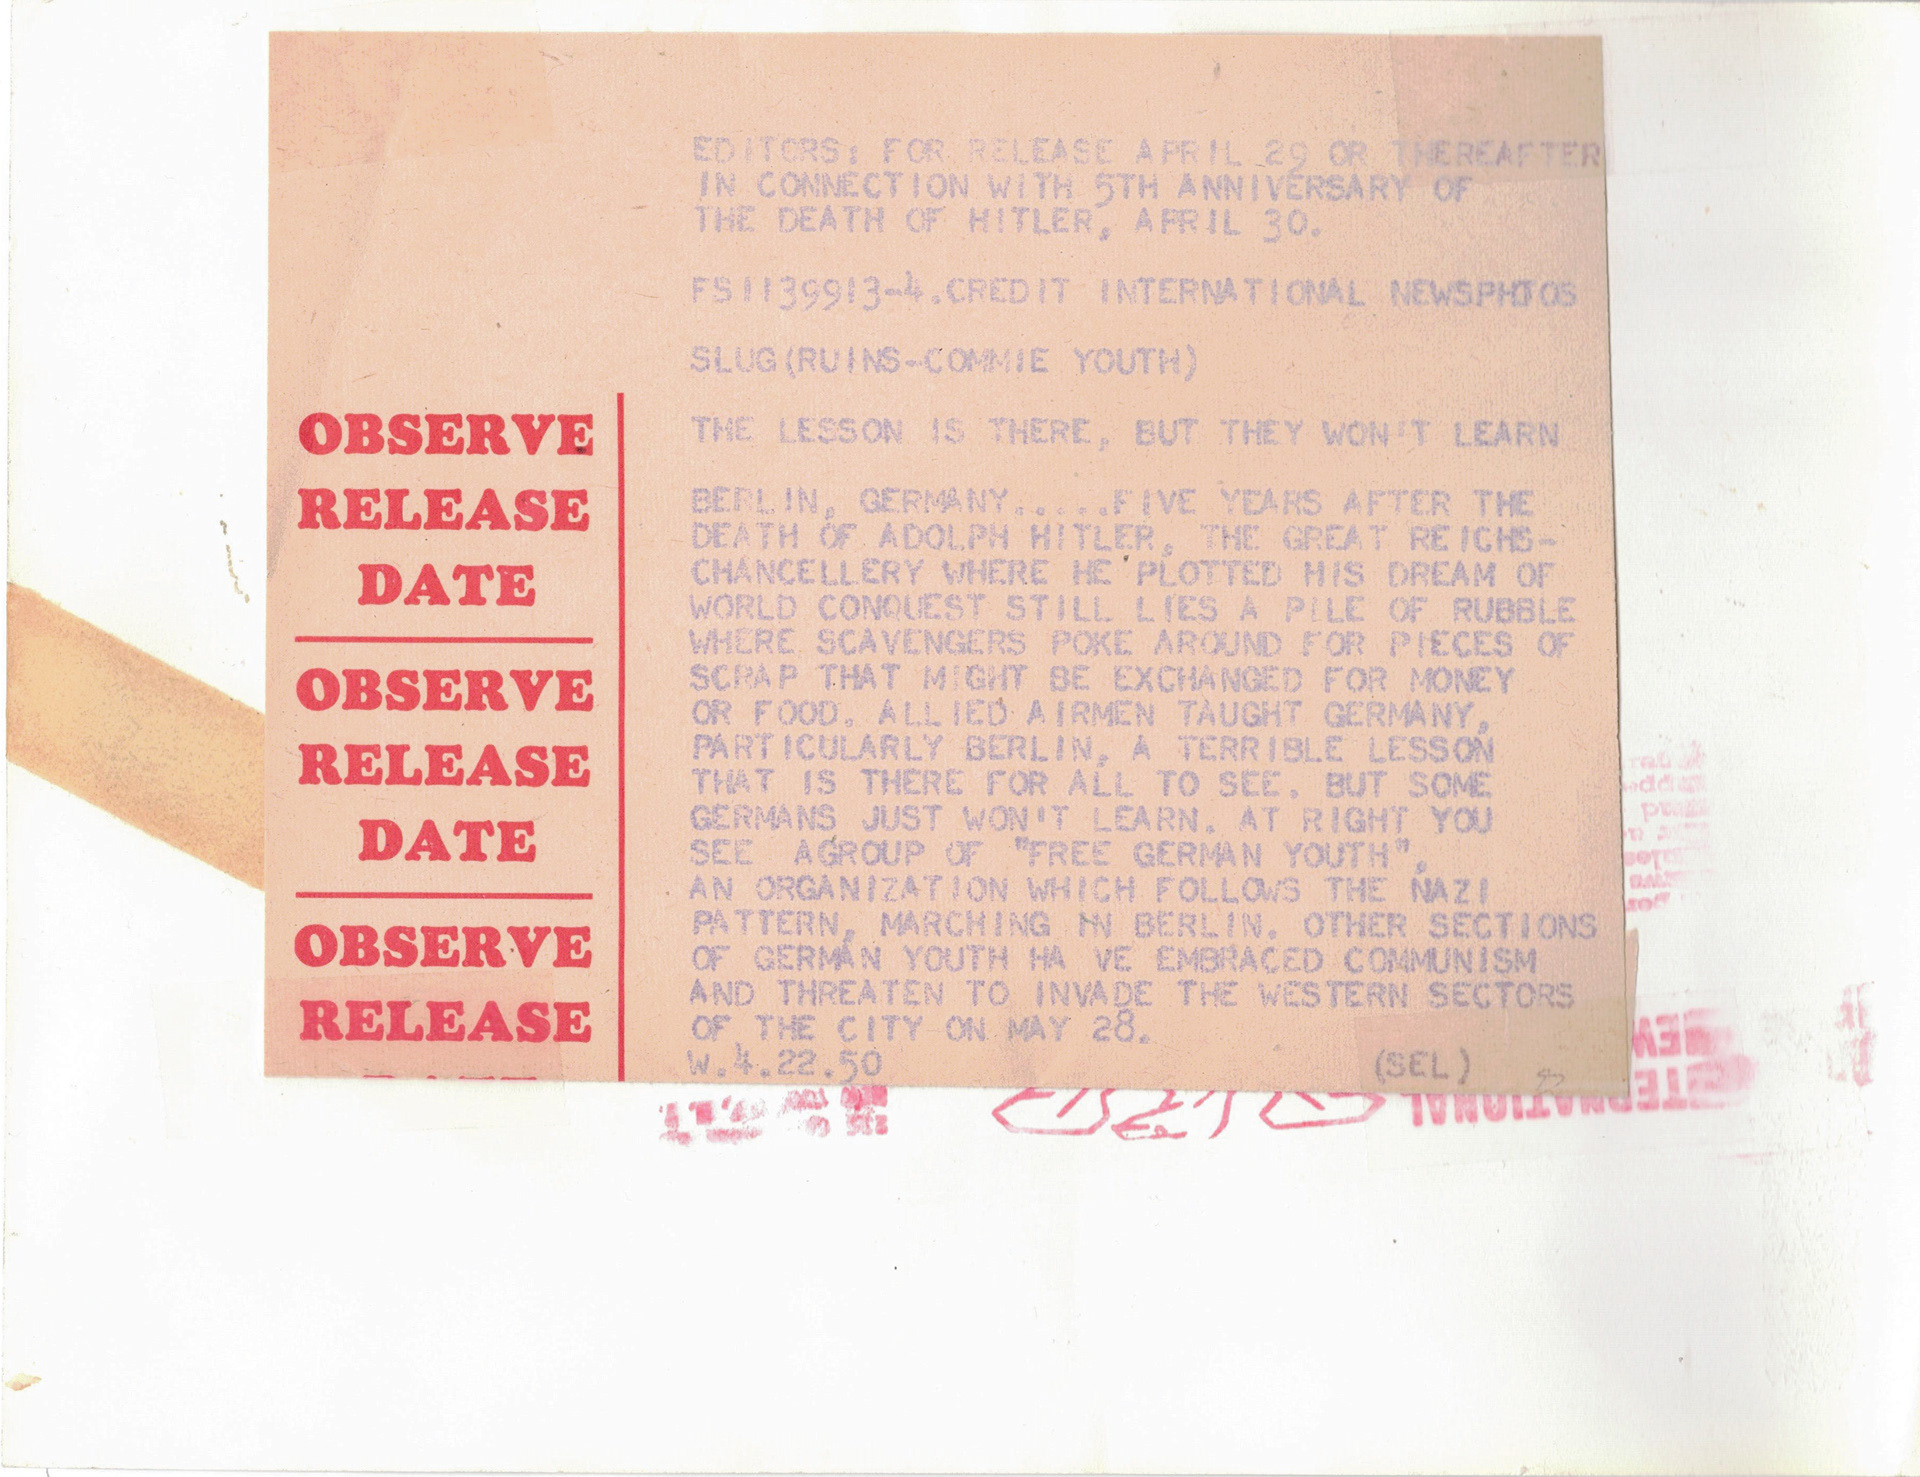 EDITORS: FOR RELEASE APRIL 29 OR THEREAFTER
IN CONNECTION WITH 5TH ANNIVERSARY OF
THE DEATH OF HITLER, APRIL 30.
FS1139913-4.CREDIT INTERNATIONAL NEWSPHOTOS
SLUG(RUINS-COMMIE YOUTH)
THE LESSON IS THERE, BUT THEY WON'T LEARN
BERLIN, GERMANY.....FIVE YEARS AFTER THE
DEATH OF ADOLPH HITLER, THE GREAT REICHS-
CHANCELLERY WHERE HE PLOTTED HIS DREAM OF
WORLD CONQUEST STILL LIES A PILE OF RUBBLE
WHERE SCAVENGERS POKE AROUND FOR PIECES OF
SCRAP THAT MIGHT BE EXCHANGED FOR MONEY
OR FOOD. ALLIED AIRMEN TAUGHT GERMANY,
PARTICULARLY BERLIN, A TERRIBLE LESSON
THAT IS THERE FOR ALL TO SEE. BUT SOME
GERMANS JUST WON'T LEARN. AT RIGHT YOU
SEE AGROUP OF "FREE GERMAN YOUTH",
AN ORGANIZATION WHICH FOLLOWS THE NAZI
PATTERN, MARCHING IN BERLIN. OTHER SECTIONS
OF GERMAN YOUTH HA VE EMBRACED COMMUNISM
AND THREATEN TO INVADE THE WESTERN SECTORS
OF THE CITY ON MAY 28.
W.4.22.50 (SEL)
OBSERVE
RELEASE
DATE
OBSERVE
RELEASE
DATE
OBSERVE
RELEASE